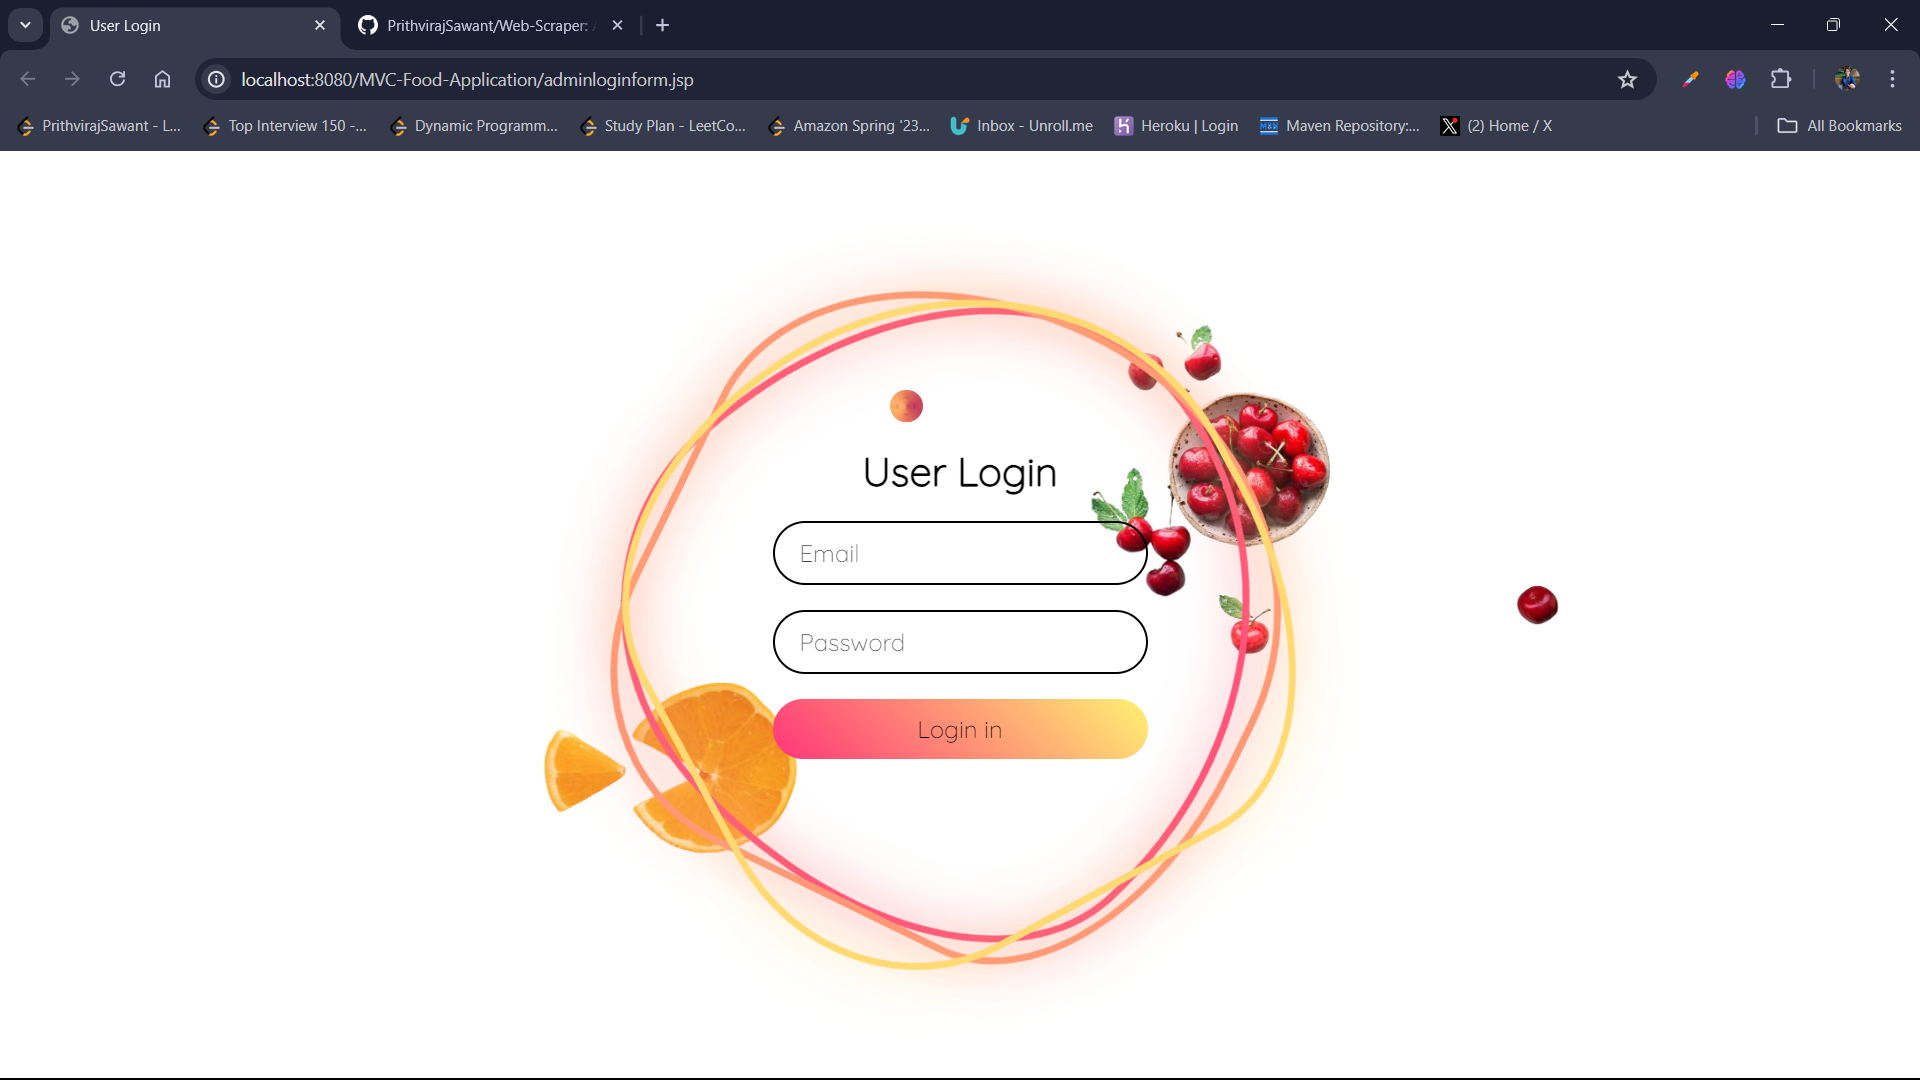 User Login
PrithvirajSawant/Web-Scraper:
localhost:8080/MVC-Food-Application/adminloginform.jsp
PrithvirajSawant - L...
Top Interview 150 -...
Dynamic Programm...
Study Plan - LeetCo...
Amazon Spring '23...
Inbox - Unroll.me
Heroku | Login
Maven Repository:...
(2) Home / X
All Bookmarks
User Login
Email
Password
Login in